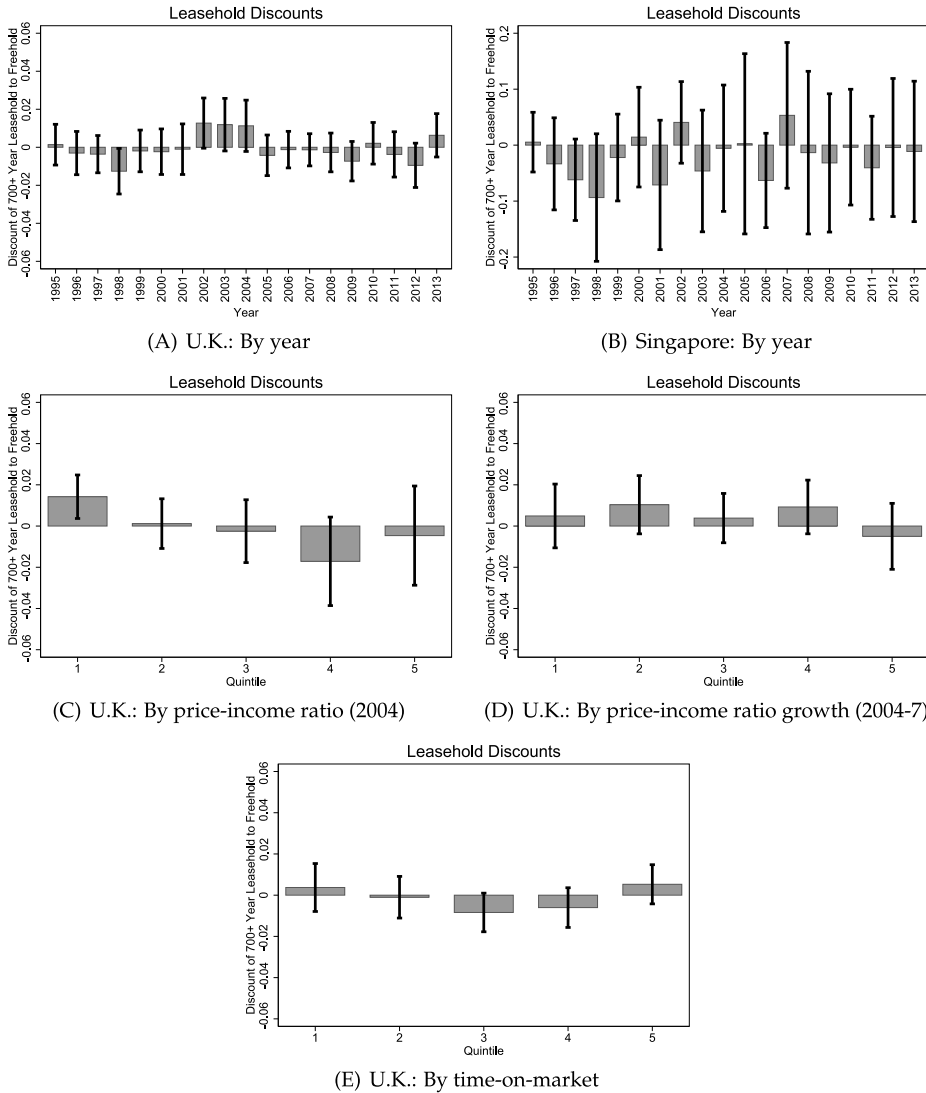 Leasehold Discounts
Discount of 700+ Year Leasehold to Freehold
0.06
0.04
0.02
0
-0.02
-0.04
-0.06
1995 1996 1997 1998 1999 2000 2001 2002 2003 2004 2005 2006 2007 2008 2009 2010 2011 2012 2013
Year
(A) U.K.: By year
Leasehold Discounts
Discount of 700+ Year Leasehold to Freehold
0.2
0.1
0
-0.1
-0.2
1995 1996 1997 1998 1999 2000 2001 2002 2003 2004 2005 2006 2007 2008 2009 2010 2011 2012 2013
Year
(B) Singapore: By year
Leasehold Discounts
Discount of 700+ Year Leasehold to Freehold
0.06
0.04
0.02
0
-0.02
-0.04
-0.06
1 2 3 4 5
Quintile
(C) U.K.: By price-income ratio (2004)
Leasehold Discounts
Discount of 700+ Year Leasehold to Freehold
0.06
0.04
0.02
0
-0.02
-0.04
-0.06
1 2 3 4 5
Quintile
(D) U.K.: By price-income ratio growth (2004-7)
Leasehold Discounts
Discount of 700+ Year Leasehold to Freehold
0.06
0.04
0.02
0
-0.02
-0.04
-0.06
1 2 3 4 5
Quintile
(E) U.K.: By time-on-market